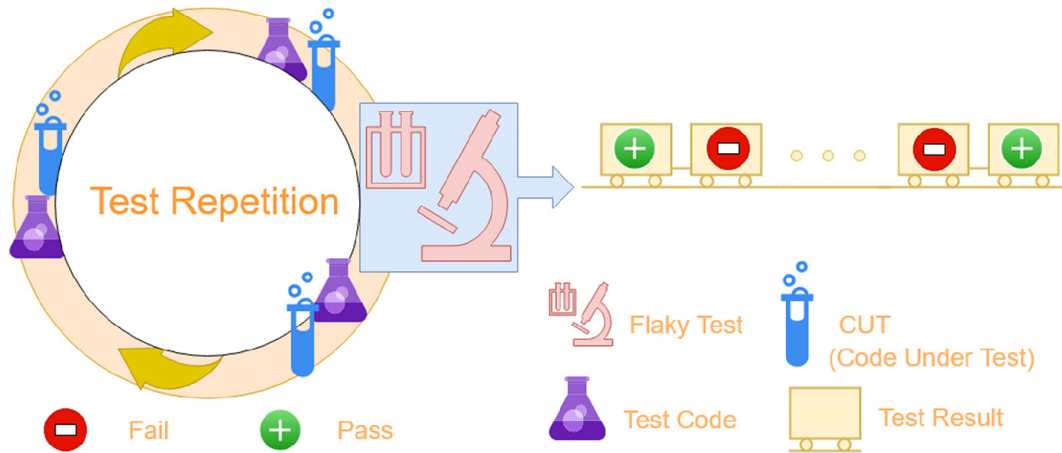 Test Repetition
Flaky Test
CUT
(Code Under Test)
Fail
Pass
Test Code
Test Result